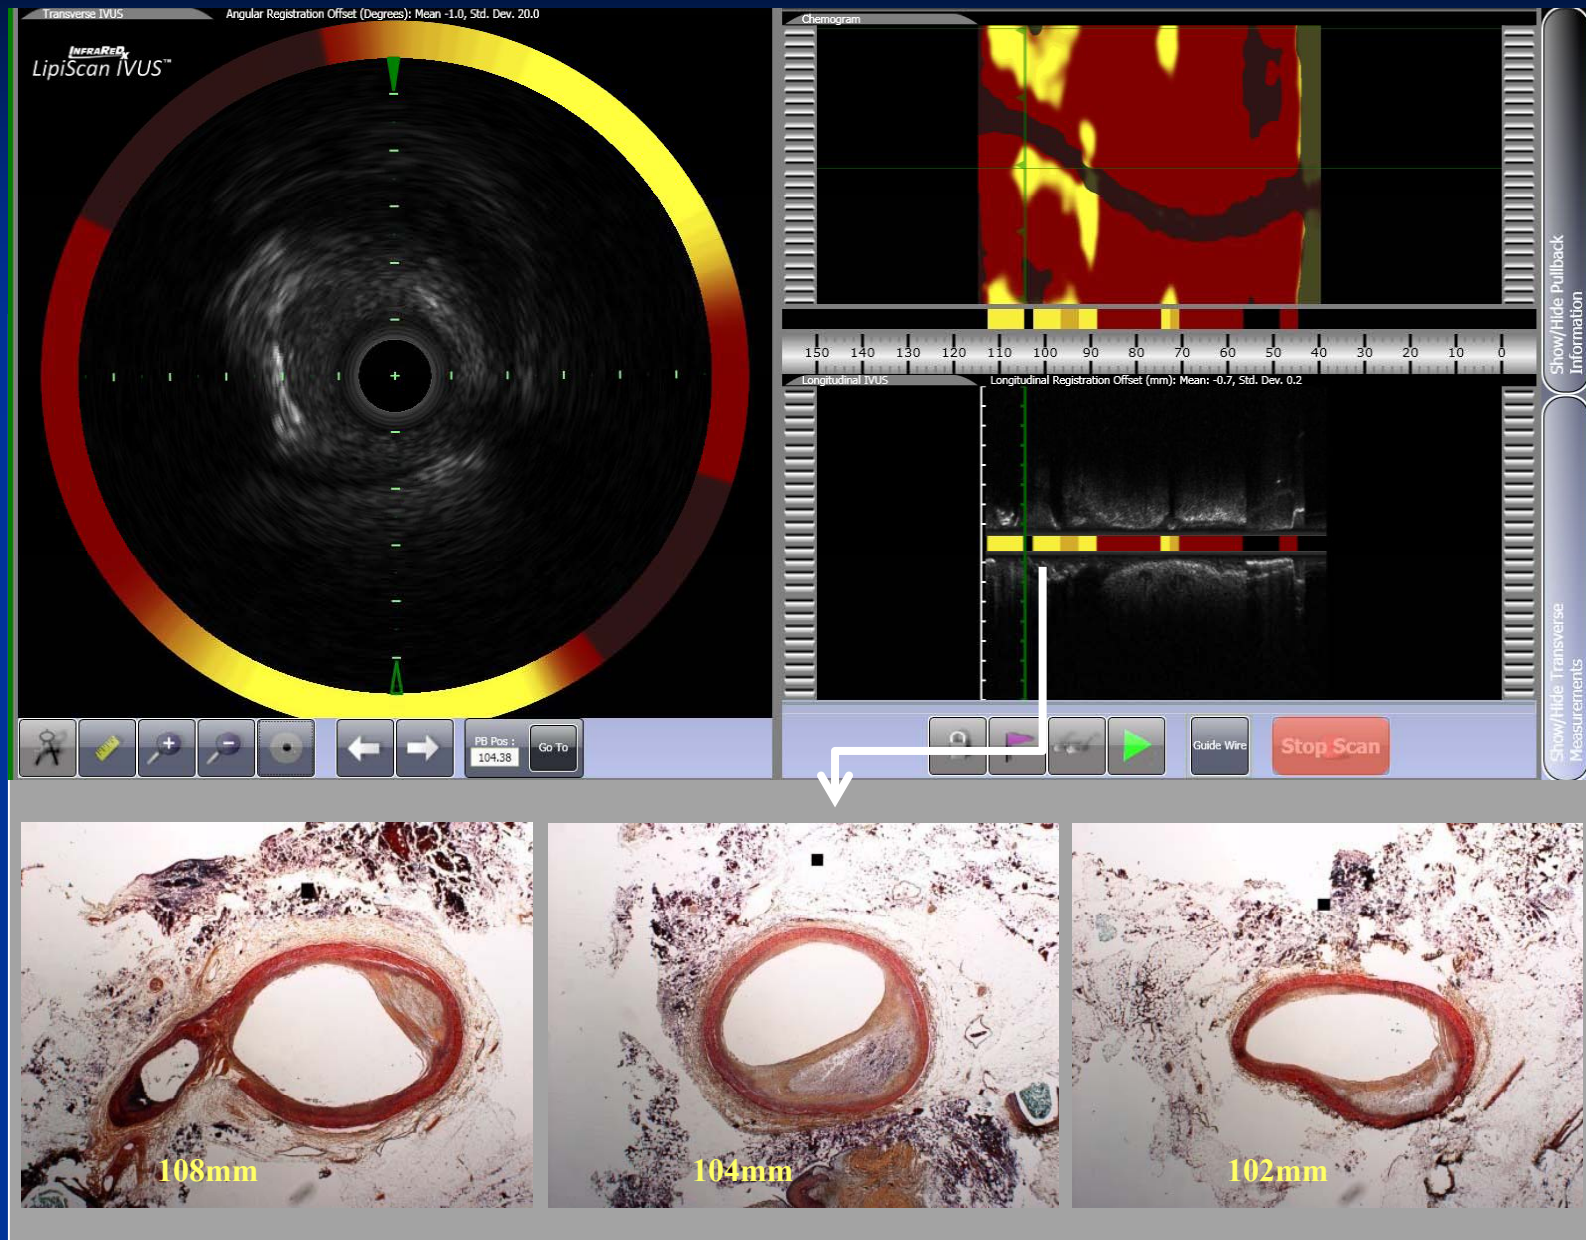 Transverse IVUS
Angular Registration Offset (Degrees): Mean -1.0, Std. Dev. 20.0
INFRAREDx
LipiScan IVUS™
Chemogram
150 140 130 120 110 100 90 80 70 60 50 40 30 20 10 0
Longitudinal IVUS
Longitudinal Registration Offset (mm): Mean: -0.7, Std. Dev. 0.2
Show/Hide Pullback
Information
Show/Hide Transverse
Measurements
PB Pos :
104.38
Go To
Guide Wire
Stop Scan
108mm
104mm
102mm